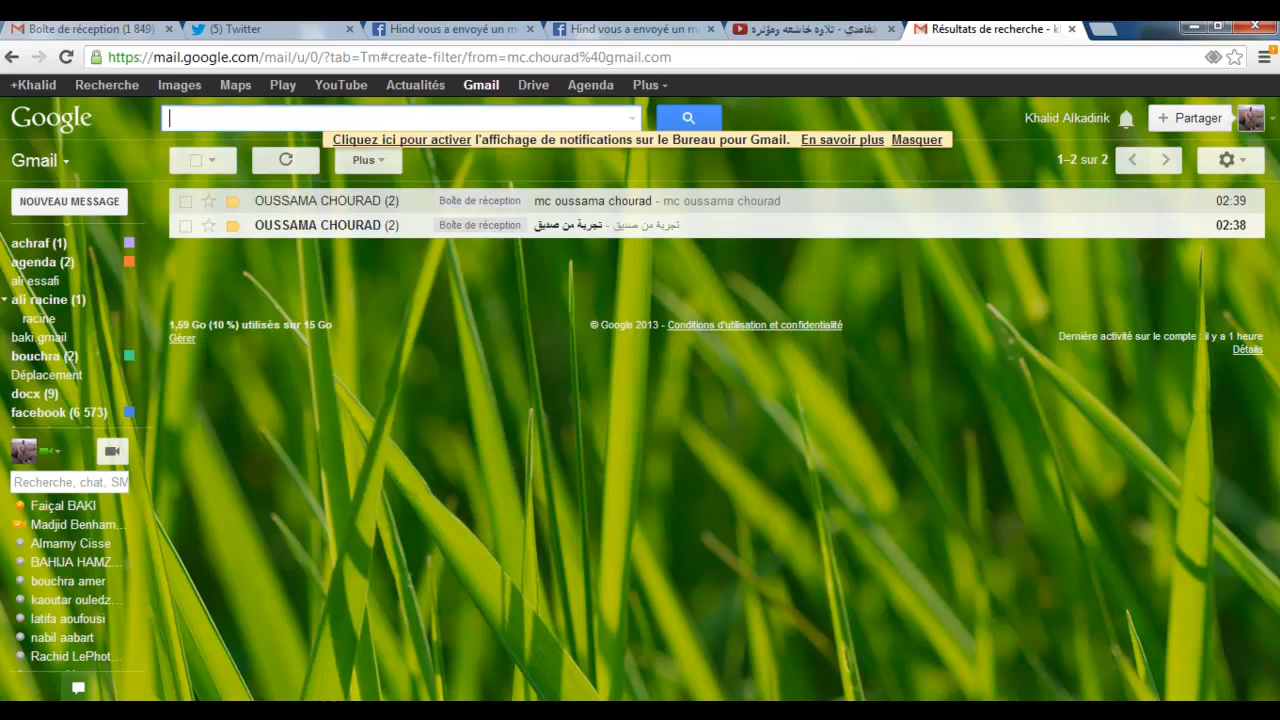 Boîte de réception (1 849)
(5) Twitter
Hind vous a envoyé un m
Hind vous a envoyé un m
الغامدي - تلاوه خاشعه ومؤثره
Résultats de recherche - k
https://mail.google.com/mail/u/0/?tab=Tm#create-filter/from=mc.chourad%40gmail.com
+Khalid Recherche Images Maps Play YouTube Actualités Gmail Drive Agenda Plus
Google
Khalid Alkadirik
+ Partager
Cliquez ici pour activer l'affichage de notifications sur le Bureau pour Gmail. En savoir plus Masquer
Gmail
Plus
1–2 sur 2
NOUVEAU MESSAGE
OUSSAMA CHOURAD (2) Boîte de réception mc oussama chourad - mc oussama chourad 02:39
OUSSAMA CHOURAD (2) Boîte de réception تجربة من صديق - تجربة من صديق 02:38
achraf (1)
agenda (2)
ali essafi
ali racine (1)
racine
baki.gmail
bouchra (2)
Déplacement
docx (9)
facebook (6 573)
1,59 Go (10 %) utilisés sur 15 Go
Gérer
© Google 2013 - Conditions d'utilisation et confidentialité
Dernière activité sur le compte : il y a 1 heure
Détails
Recherche, chat, SM
Faiçal BAKI
Madjid Benham...
Almamy Cisse
BAHIJA HAMZ...
bouchra amer
kaoutar ouledz...
latifa aoufousi
nabil aabart
Rachid LePhot...